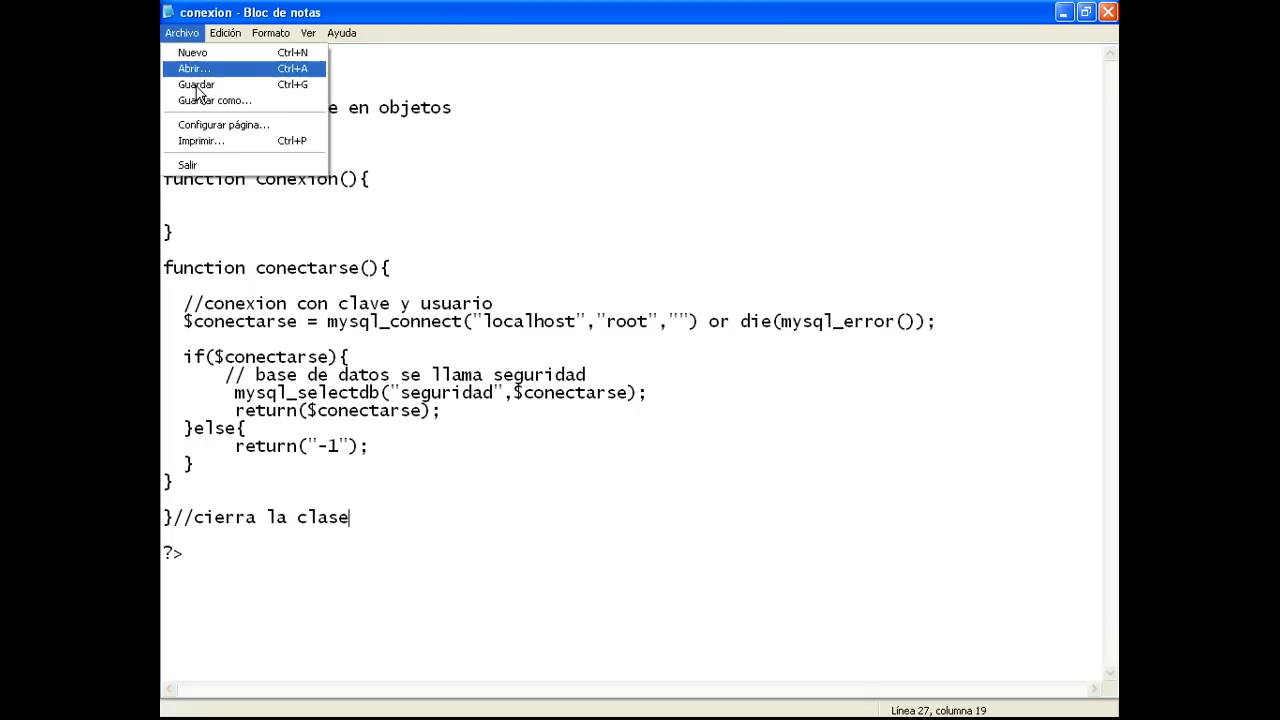 conexion - Bloc de notas
Archivo Edición Formato Ver Ayuda
Nuevo Ctrl+N
Abrir... Ctrl+A
Guardar Ctrl+G
Guardar como...
Configurar página...
Imprimir... Ctrl+P
Salir
e en objetos
function Conexion(){
}
function conectarse(){
//conexion con clave y usuario
$conectarse = mysql_connect("localhost","root","") or die(mysql_error());
if($conectarse){
// base de datos se llama seguridad
mysql_selectdb("seguridad",$conectarse);
return($conectarse);
}else{
return("-1");
}
}
}//cierra la clase
?>
Línea 27, columna 19